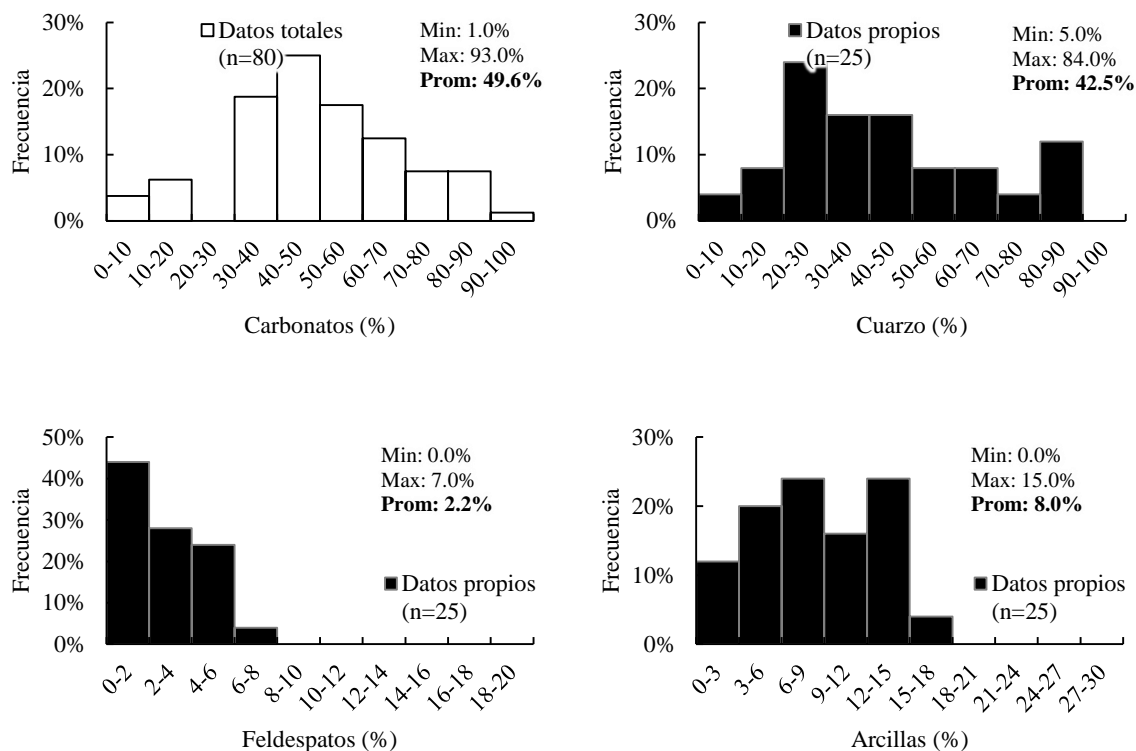 30%
20%
10%
0%
Frecuencia
Datos totales
(n=80)
Min: 1.0%
Max: 93.0%
Prom: 49.6%
0-10
10-20
20-30
30-40
40-50
50-60
60-70
70-80
80-90
90-100
Carbonatos (%)
30%
20%
10%
0%
Frecuencia
Datos propios
(n=25)
Min: 5.0%
Max: 84.0%
Prom: 42.5%
0-10
10-20
20-30
30-40
40-50
50-60
60-70
70-80
80-90
90-100
Cuarzo (%)
50%
40%
30%
20%
10%
0%
Frecuencia
Min: 0.0%
Max: 7.0%
Prom: 2.2%
Datos propios
(n=25)
0-2
2-4
4-6
6-8
8-10
10-12
12-14
14-16
16-18
18-20
Feldespatos (%)
30%
20%
10%
0%
Frecuencia
Min: 0.0%
Max: 15.0%
Prom: 8.0%
Datos propios
(n=25)
0-3
3-6
6-9
9-12
12-15
15-18
18-21
21-24
24-27
27-30
Arcillas (%)